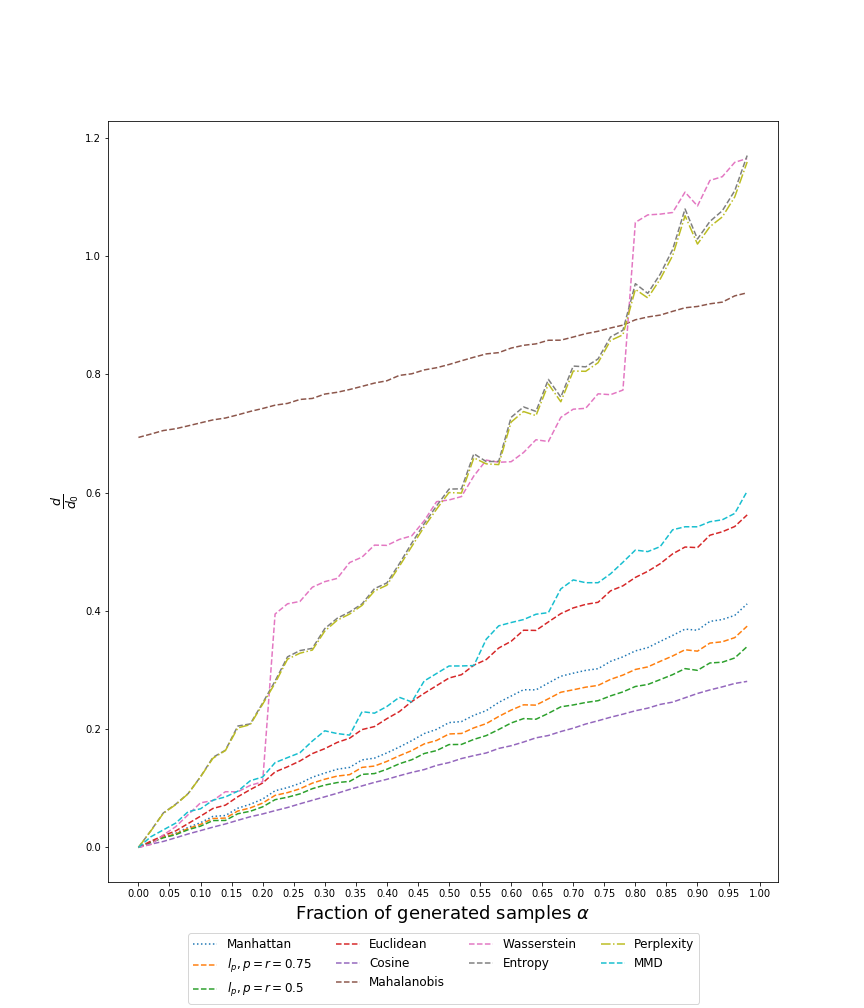 1.2
1.0
0.8
0.6
0.4
0.2
0.0
d/d₀
0.00 0.05 0.10 0.15 0.20 0.25 0.30 0.35 0.40 0.45 0.50 0.55 0.60 0.65 0.70 0.75 0.80 0.85 0.90 0.95 1.00
Fraction of generated samples α
Manhattan Euclidean Wasserstein Perplexity
lₚ, p = r = 0.75 Cosine Entropy MMD
lₚ, p = r = 0.5 Mahalanobis